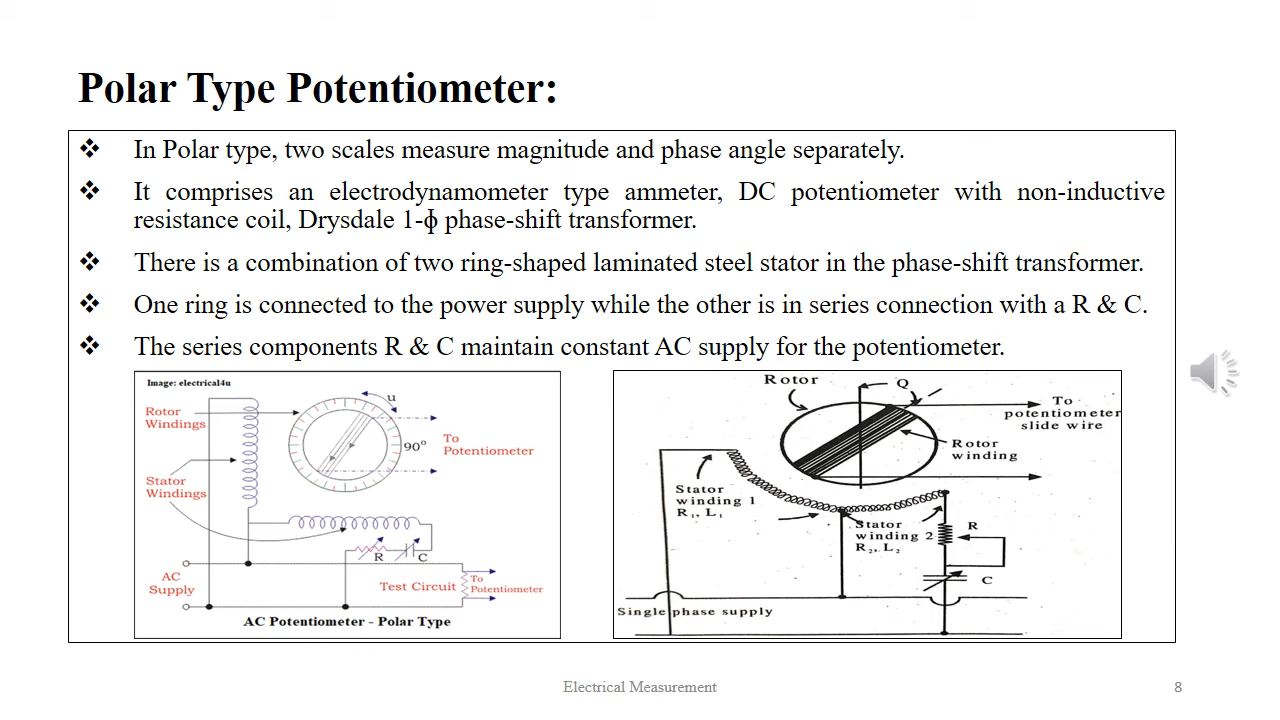 Polar Type Potentiometer:
❖ In Polar type, two scales measure magnitude and phase angle separately.
❖ It comprises an electrodynamometer type ammeter, DC potentiometer with non-inductive
resistance coil, Drysdale 1-ϕ phase-shift transformer.
❖ There is a combination of two ring-shaped laminated steel stator in the phase-shift transformer.
❖ One ring is connected to the power supply while the other is in series connection with a R & C.
❖ The series components R & C maintain constant AC supply for the potentiometer.
Image: electrical4u
u
Rotor
Windings
90°
To
Potentiometer
Stator
Windings
R
C
AC
Supply
Test Circuit
To
Potentiometer
AC Potentiometer - Polar Type
Rotor
Q
To
potentiometer
slide wire
Rotor
winding
Stator
winding 1
R₁, L₁
Stator
winding 2
R₂, L₂
R
C
Single phase supply
Electrical Measurement
8